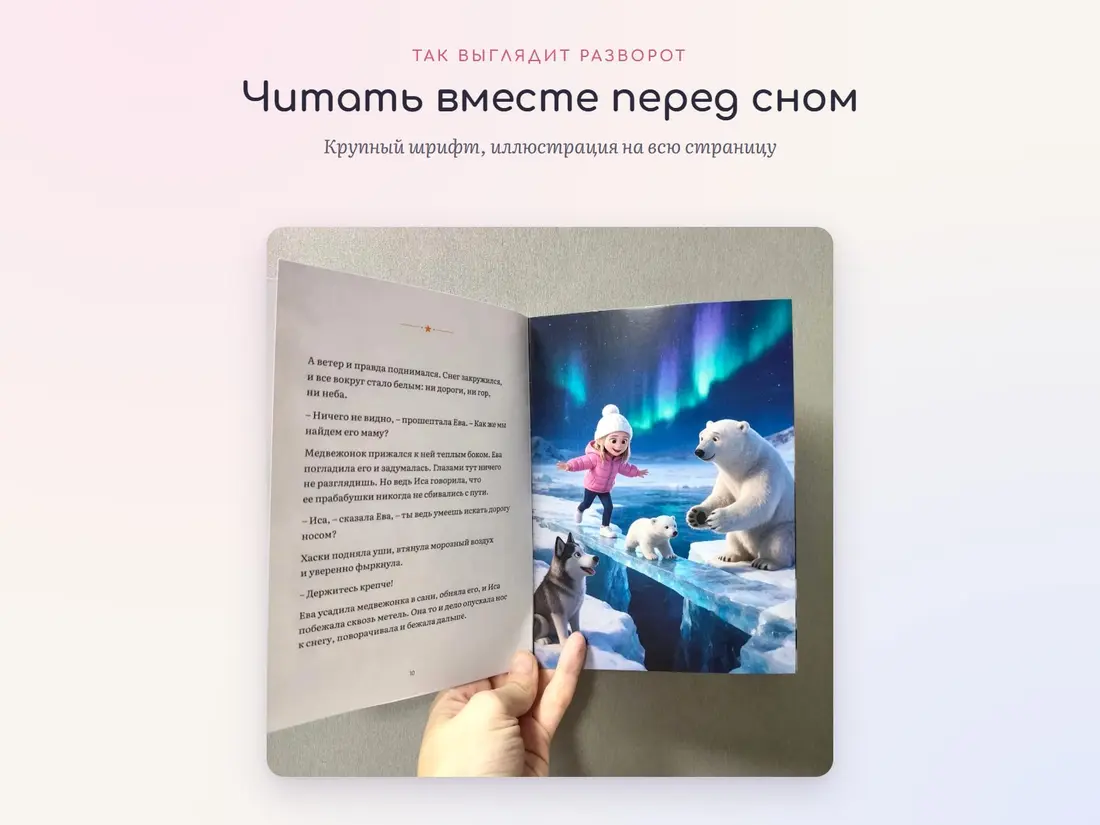 ТАК ВЫГЛЯДИТ РАЗВОРОТ
Читать вместе перед сном
Крупный шрифт, иллюстрация на всю страницу
А ветер и правда поднимался. Снег закружился,
и все вокруг стало белым: ни дороги, ни гор,
ни неба.
– Ничего не видно, – прошептала Ева. – Как же мы
найдем его маму?
Медвежонок прижался к ней теплым боком. Ева
погладила его и задумалась. Глазами тут ничего
не разглядишь. Но ведь Иса говорила, что
ее прабабушки никогда не сбивались с пути.
– Иса, – сказала Ева, – ты ведь умеешь искать дорогу
носом?
Хаски подняла уши, втянула морозный воздух
и уверенно фыркнула.
– Держитесь крепче!
Ева усадила медвежонка в сани, обняла его, и Иса
побежала сквозь метель. Она то и дело опускала нос
к снегу, поворачивала и бежала дальше.
10